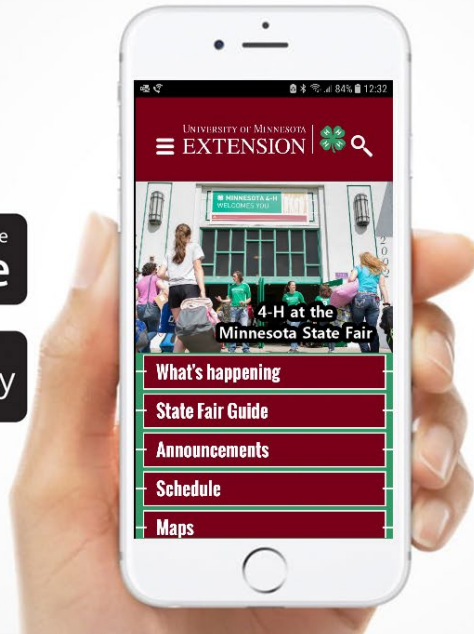 84% 12:32
UNIVERSITY OF MINNESOTA
EXTENSION
MINNESOTA 4-H
WELCOMES YOU
4-H at the
Minnesota State Fair
What's happening
State Fair Guide
Announcements
Schedule
Maps